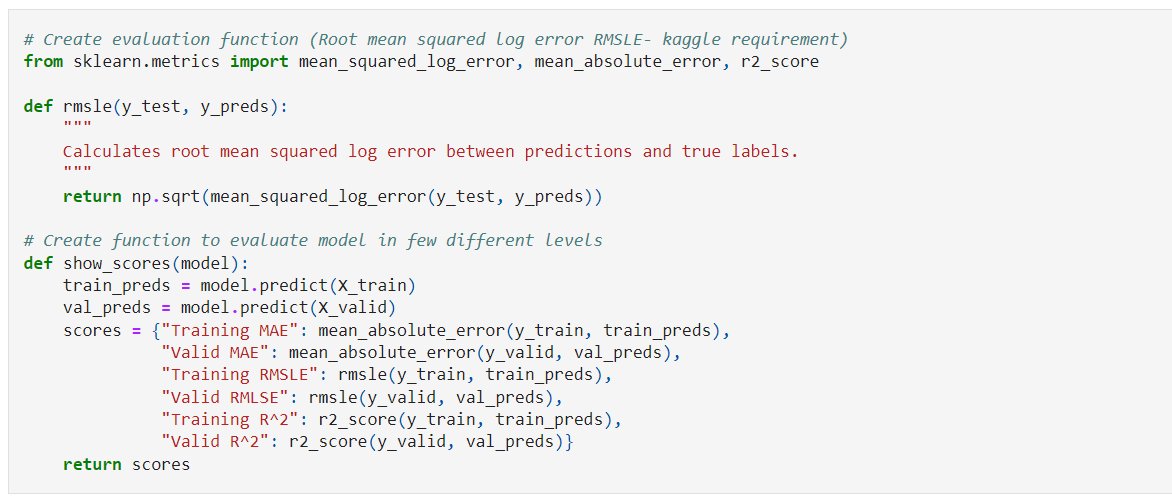 # Create evaluation function (Root mean squared log error RMSLE- kaggle requirement)
from sklearn.metrics import mean_squared_log_error, mean_absolute_error, r2_score

def rmsle(y_test, y_preds):
    """
    Calculates root mean squared log error between predictions and true labels.
    """
    return np.sqrt(mean_squared_log_error(y_test, y_preds))

# Create function to evaluate model in few different levels
def show_scores(model):
    train_preds = model.predict(X_train)
    val_preds = model.predict(X_valid)
    scores = {"Training MAE": mean_absolute_error(y_train, train_preds),
              "Valid MAE": mean_absolute_error(y_valid, val_preds),
              "Training RMSLE": rmsle(y_train, train_preds),
              "Valid RMLSE": rmsle(y_valid, val_preds),
              "Training R^2": r2_score(y_train, train_preds),
              "Valid R^2": r2_score(y_valid, val_preds)}
    return scores